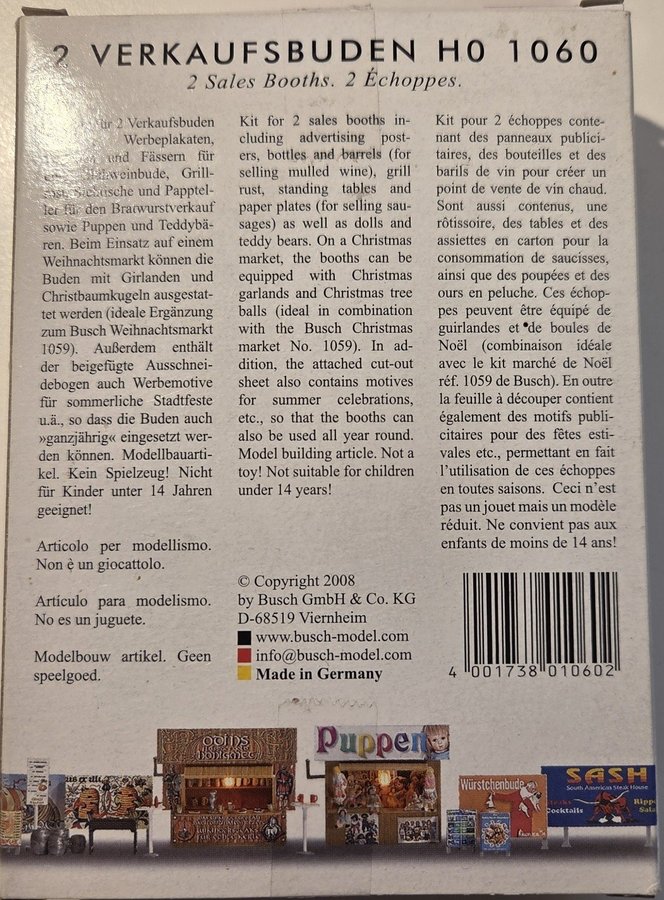 2 VERKAUFSBUDEN H0 1060
2 Sales Booths. 2 Échoppes.
für 2 Verkaufsbuden
Werbeplakaten,
und Fässern für
Grill-
und Papptel-
ler für den Bratwurstverkauf
sowie Puppen und Teddybä-
ren. Beim Einsatz auf einem
Weihnachtsmarkt können die
Buden mit Girlanden und
Christbaumkugeln ausgestat-
tet werden (ideale Ergänzung
zum Busch Weihnachtsmarkt
1059). Außerdem enthält
der beigefügte Ausschnei-
debogen auch Werbemotive
für sommerliche Stadtfeste
u.ä., so dass die Buden auch
»ganzjährig« eingesetzt wer-
den können. Modellbauarti-
kel. Kein Spielzeug! Nicht
für Kinder unter 14 Jahren
geeignet!
Articolo per modellismo.
Non è un giocattolo.
Artículo para modelismo.
No es un juguete.
Modelbouw artikel. Geen
speelgoed.
Kit for 2 sales booths in-
cluding advertising post-
ers, bottles and barrels (for
selling mulled wine), grill
rust, standing tables and
paper plates (for selling sau-
sages) as well as dolls and
teddy bears. On a Christmas
market, the booths can be
equipped with Christmas
garlands and Christmas tree
balls (ideal in combination
with the Busch Christmas
market No. 1059). In ad-
dition, the attached cut-out
sheet also contains motives
for summer celebrations,
etc., so that the booths can
also be used all year round.
Model building article. Not a
toy! Not suitable for children
under 14 years!
© Copyright 2008
by Busch GmbH & Co. KG
D-68519 Viernheim
www.busch-model.com
info@busch-model.com
Made in Germany
Kit pour 2 échoppes conte-
nant des panneaux publici-
taires, des bouteilles et des
barils de vin pour créer un
point de vente de vin chaud.
Sont aussi contenus, une
rôtissoire, des tables et des
assiettes en carton pour la
consommation de saucisses,
ainsi que des poupées et des
ours en peluche. Ces échop-
pes peuvent être équipé de
guirlandes et de boules de
Noël (combinaison idéale
avec le kit marché de Noël
réf. 1059 de Busch). En outre
la feuille à découper contient
également des motifs publi-
citaires pour des fêtes esti-
vales etc., permettant en fait
l'utilisation de ces échoppes
en toutes saisons. Ceci n'est
pas un jouet mais un modèle
réduit. Ne convient pas aux
enfants de moins de 14 ans!
4 001738 010602
Puppen
Würstchenbude
SASH
South American Steak House
Steaks
Cocktails